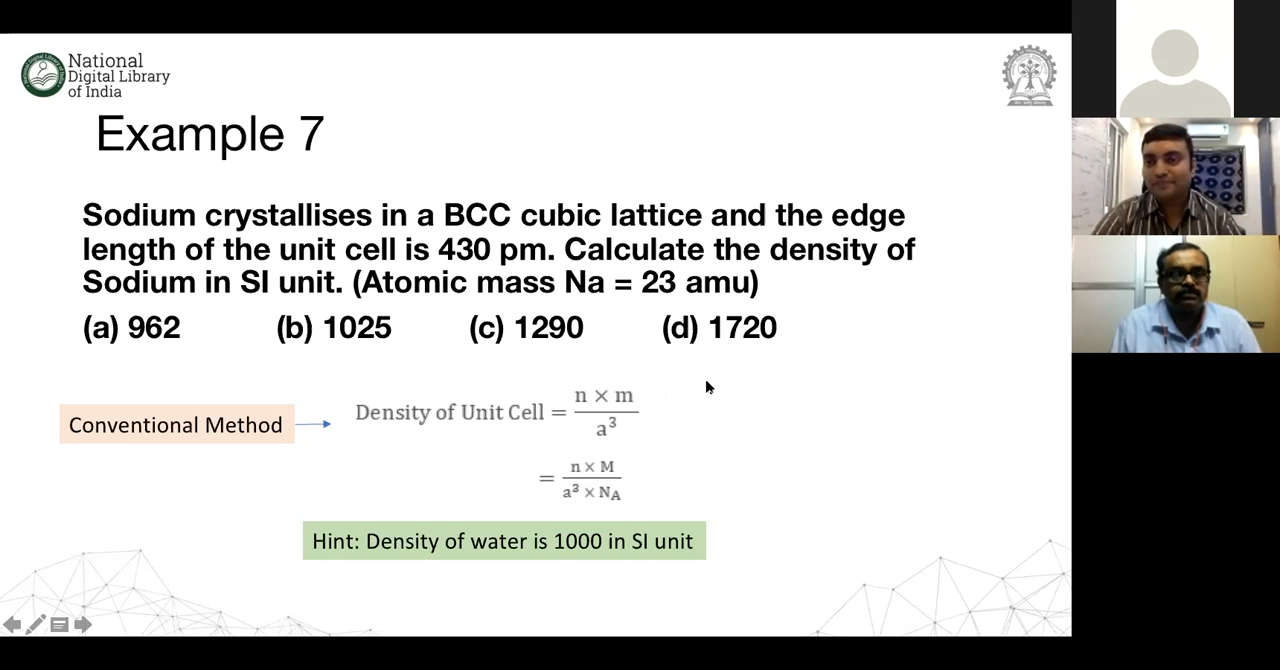 National
Digital Library
of India
Example 7
Sodium crystallises in a BCC cubic lattice and the edge
length of the unit cell is 430 pm. Calculate the density of
Sodium in SI unit. (Atomic mass Na = 23 amu)
(a) 962 (b) 1025 (c) 1290 (d) 1720
Conventional Method
Density of Unit Cell = n × m / a³
= n × M / a³ × N_A
Hint: Density of water is 1000 in SI unit